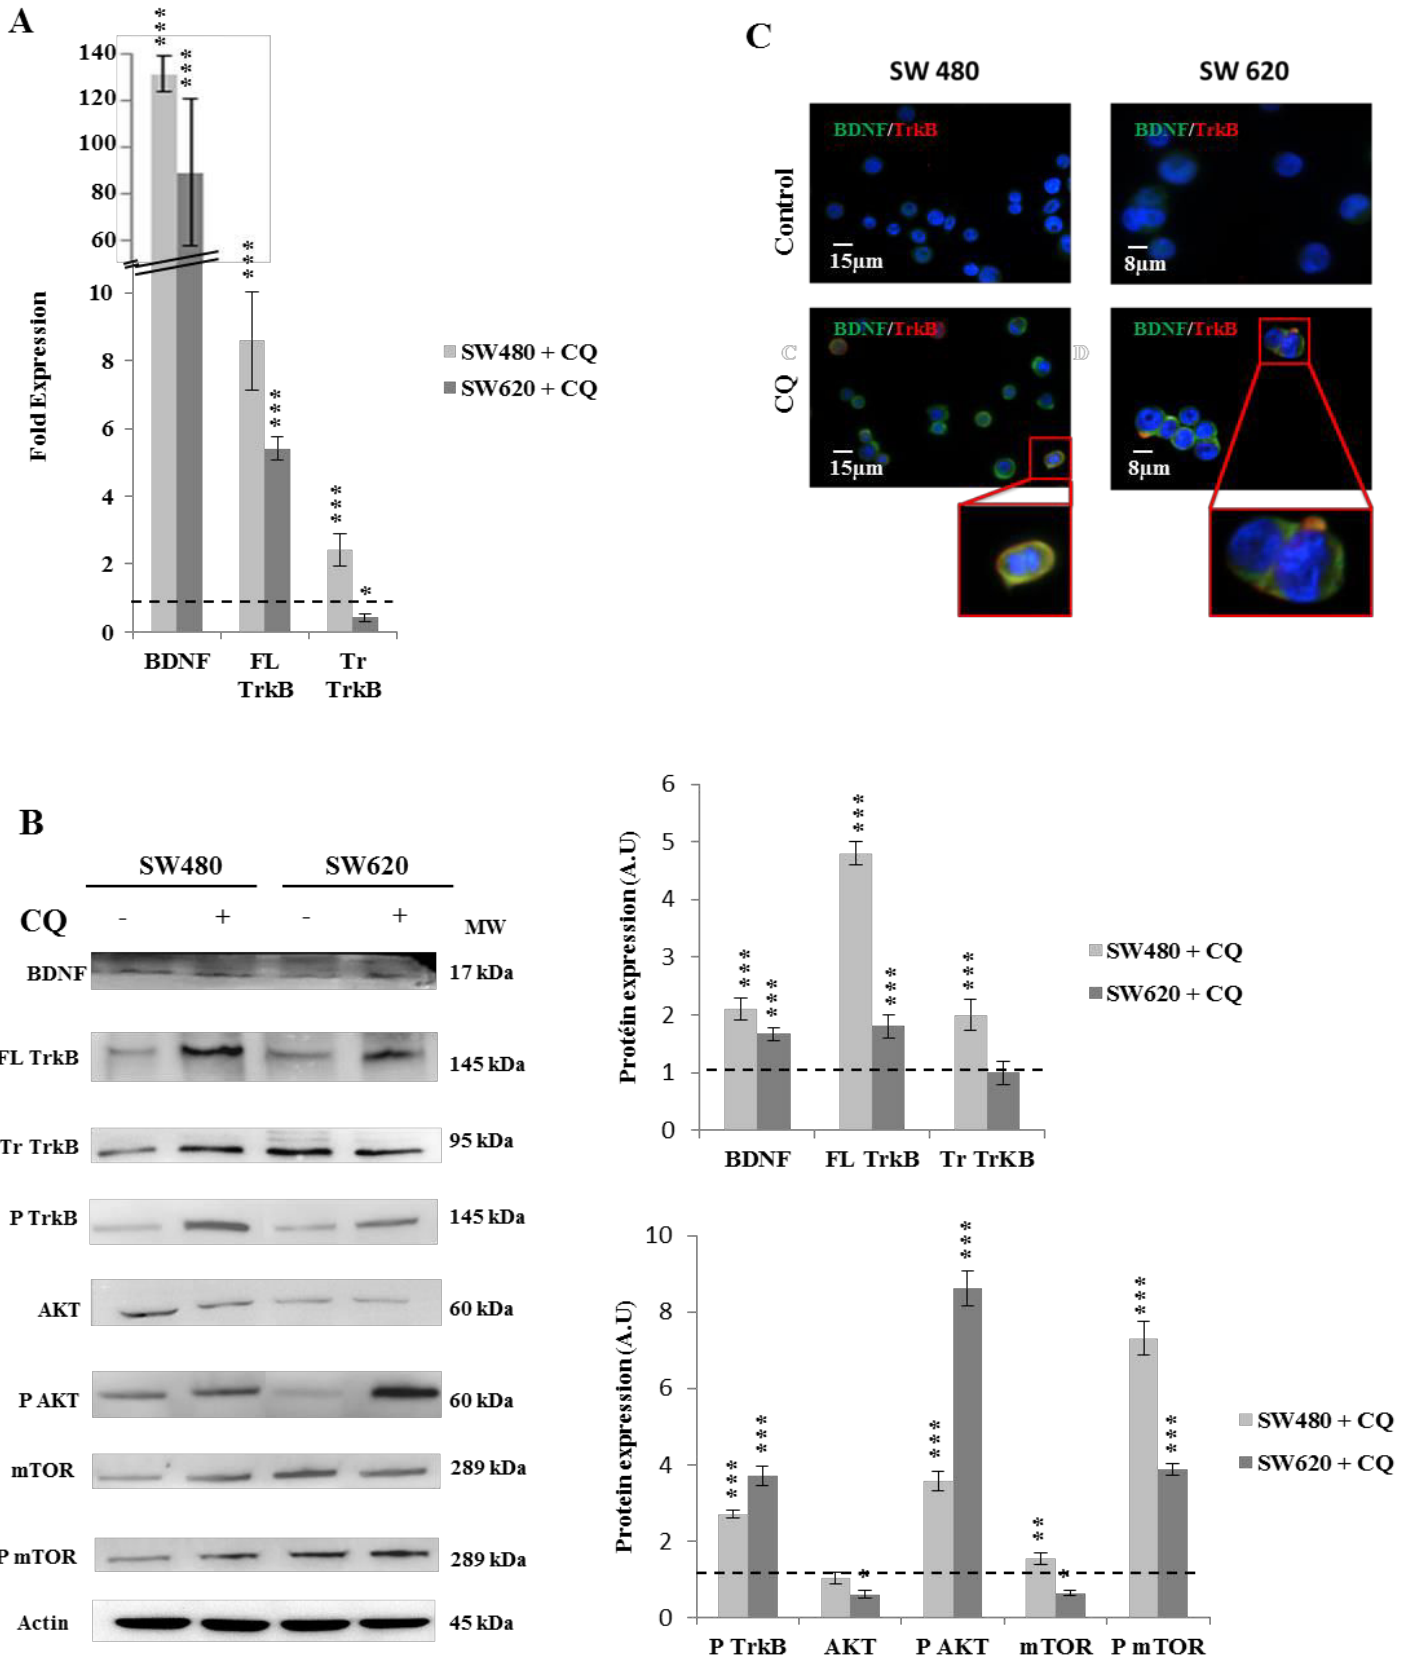 A
***
***
140
120
100
80
60
10
8
6
4
2
0
Fold Expression
***
***
***
*
SW480 + CQ
SW620 + CQ
BDNF
FL
TrkB
Tr
TrkB
C
SW 480
SW 620
Control
BDNF/TrkB
15μm
BDNF/TrkB
8μm
CQ
C
D
BDNF/TrkB
15μm
BDNF/TrkB
8μm
B
SW480
SW620
CQ
-
+
-
+
MW
BDNF
17 kDa
FL TrkB
145 kDa
Tr TrkB
95 kDa
P TrkB
145 kDa
AKT
60 kDa
P AKT
60 kDa
mTOR
289 kDa
P mTOR
289 kDa
Actin
45 kDa
Protéin expression (A.U)
6
5
4
3
2
1
0
***
***
***
***
***
SW480 + CQ
SW620 + CQ
BDNF
FL TrkB
Tr TrKB
Protein expression (A.U)
10
8
6
4
2
0
***
***
*
***
***
**
*
***
***
SW480 + CQ
SW620 + CQ
P TrkB
AKT
P AKT
mTOR
P mTOR